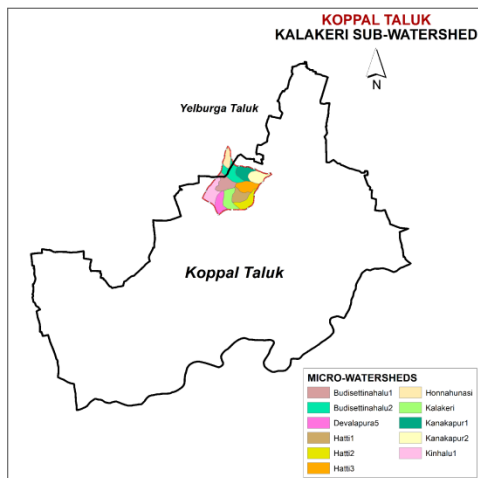 KOPPAL TALUK
KALAKERI SUB-WATERSHED
N
Yelburga Taluk
Koppal Taluk
MICRO-WATERSHEDS
Budisettinahalu1
Budisettinahalu2
Devalapura5
Hatti1
Hatti2
Hatti3
Honnahunasi
Kalakeri
Kanakapur1
Kanakapur2
Kinhalu1